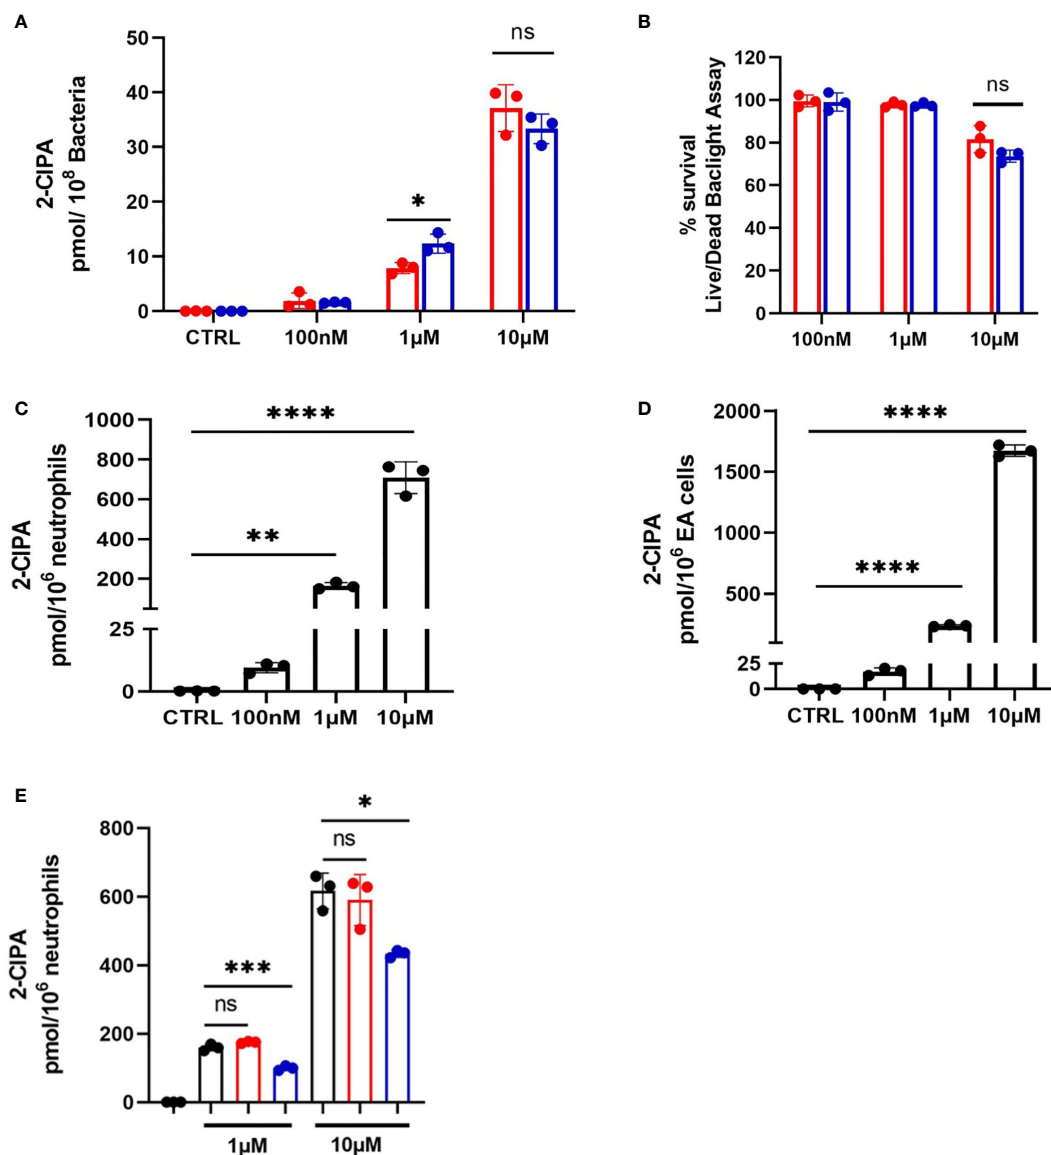 A
2-ClPA
pmol/ 10⁸ Bacteria
50
40
30
20
10
0
*
ns
CTRL
100nM
1µM
10µM
B
% survival
Live/Dead Baclight Assay
120
100
80
60
40
20
0
ns
100nM
1µM
10µM
C
2-ClPA
pmol/10⁶ neutrophils
1000
800
600
400
200
25
0
****
**
CTRL
100nM
1µM
10µM
D
2-ClPA
pmol/10⁶ EA cells
2000
1500
1000
500
25
0
****
****
CTRL
100nM
1µM
10µM
E
2-ClPA
pmol/10⁶ neutrophils
800
600
400
200
0
*
ns
***
ns
1µM
10µM